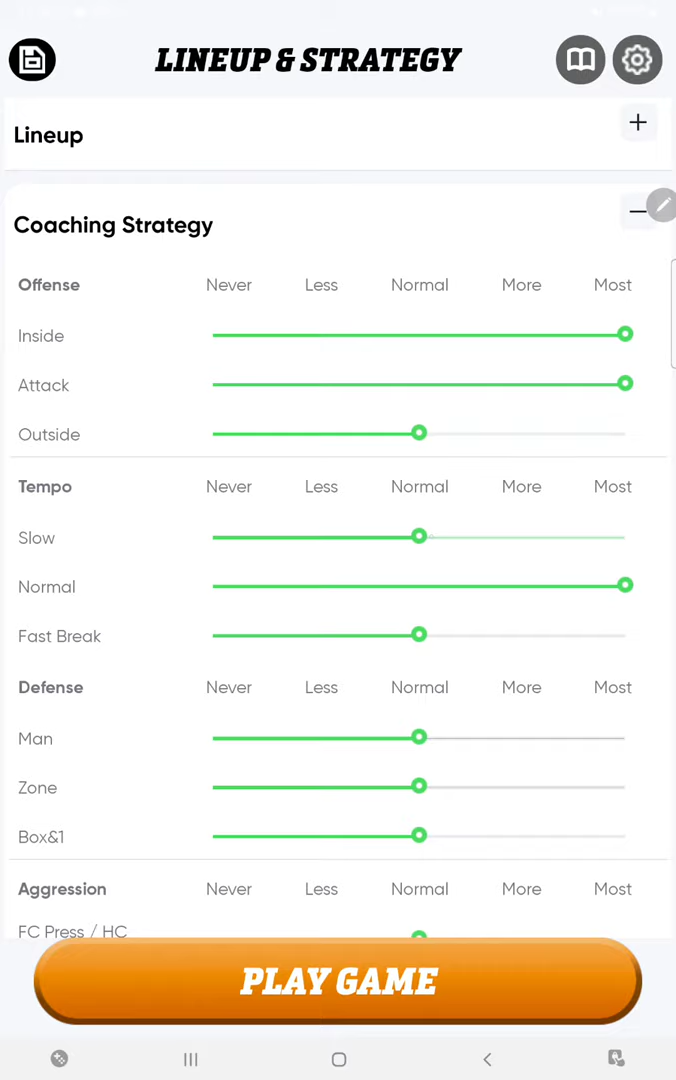 LINEUP & STRATEGY
Lineup
Coaching Strategy
Offense Never Less Normal More Most
Inside
Attack
Outside
Tempo Never Less Normal More Most
Slow
Normal
Fast Break
Defense Never Less Normal More Most
Man
Zone
Box&1
Aggression Never Less Normal More Most
FC Press / HC
PLAY GAME